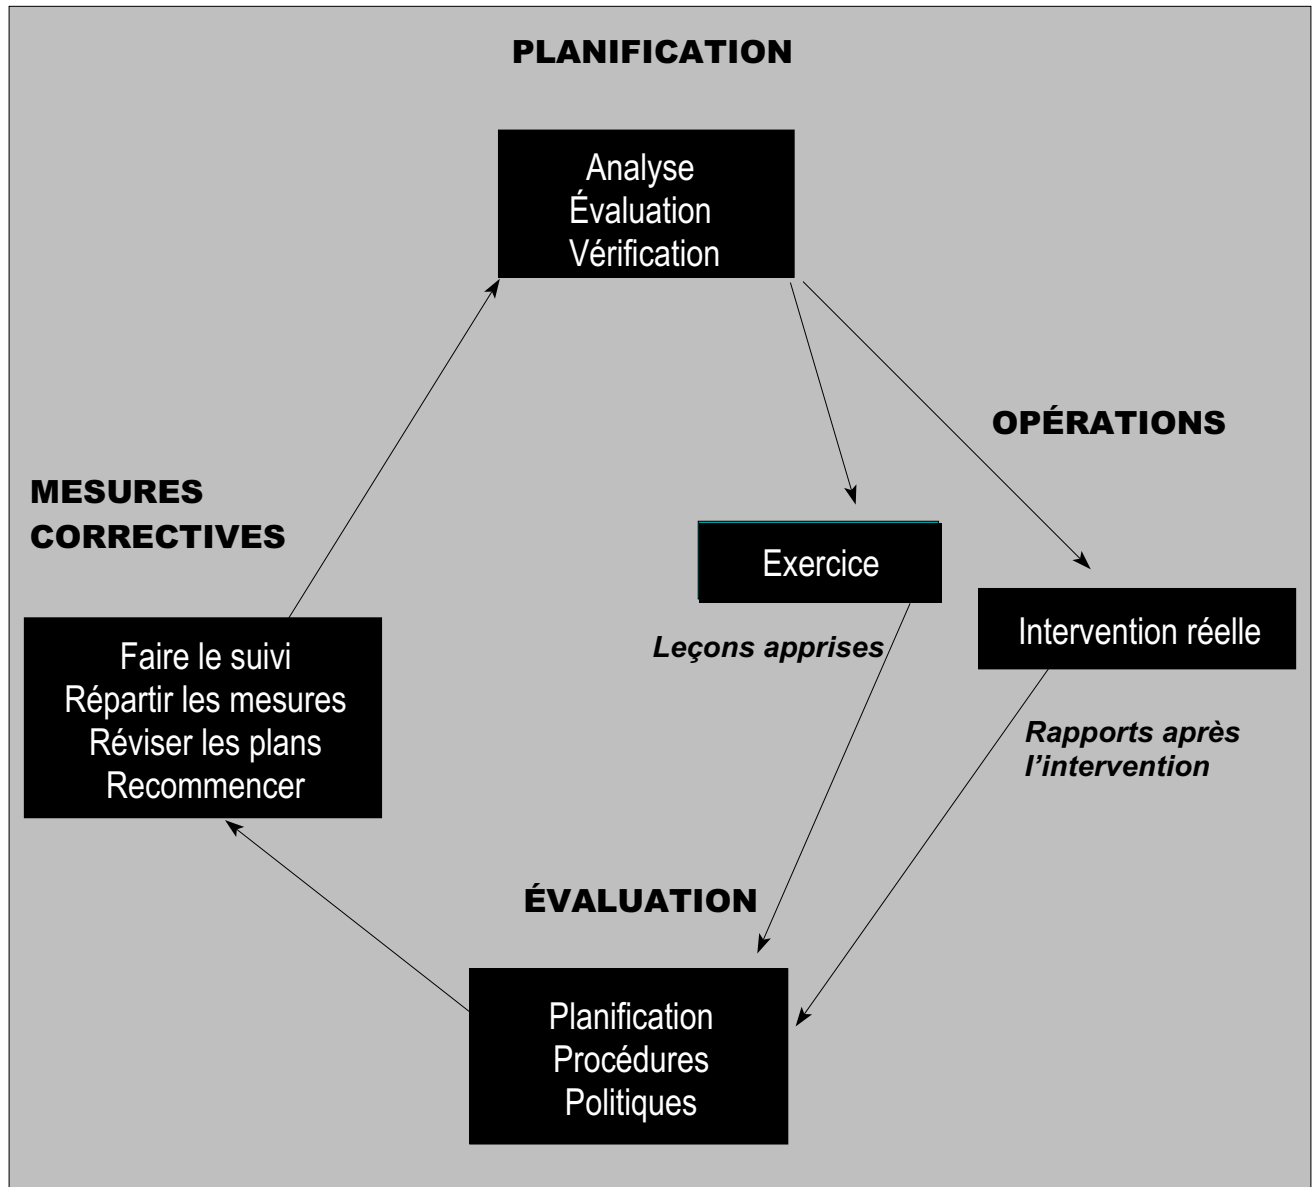 PLANIFICATION
Analyse
Évaluation
Vérification
OPÉRATIONS
MESURES
CORRECTIVES
Exercice
Intervention réelle
Leçons apprises
Faire le suivi
Répartir les mesures
Réviser les plans
Recommencer
Rapports après
l’intervention
ÉVALUATION
Planification
Procédures
Politiques